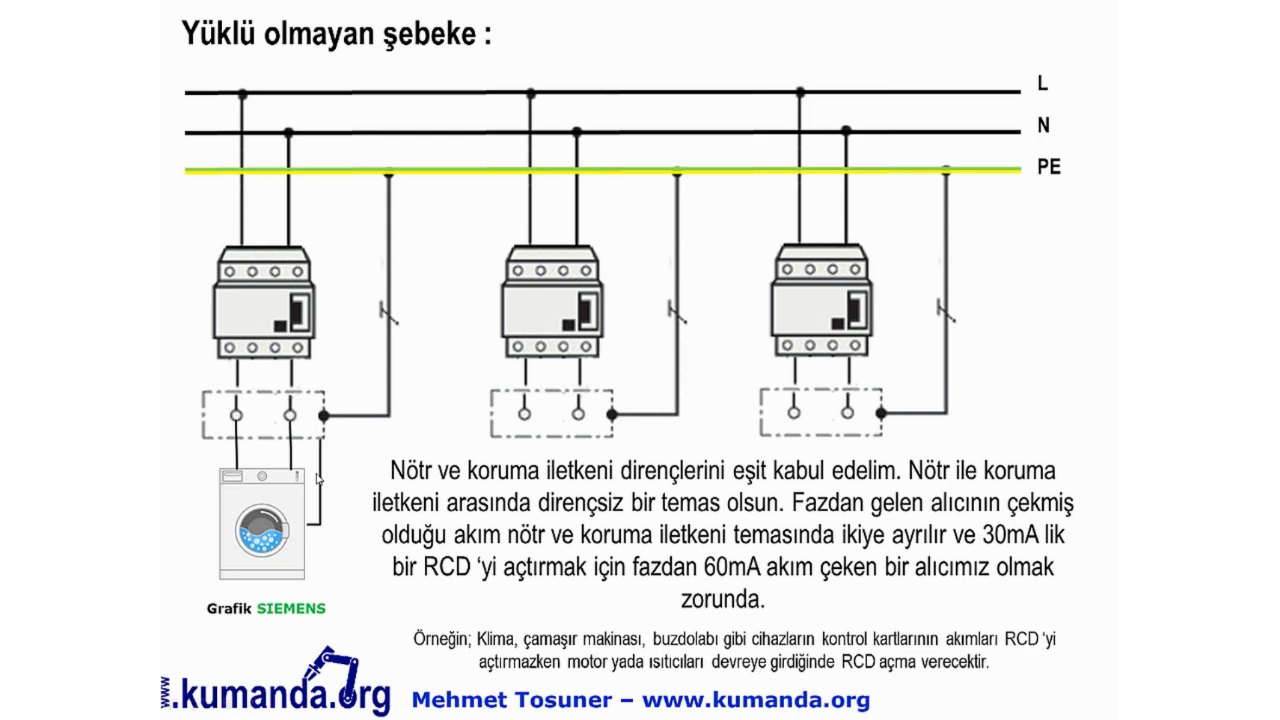 Yüklü olmayan şebeke :
L
N
PE
Nötr ve koruma iletkeni dirençlerini eşit kabul edelim. Nötr ile koruma
iletkeni arasında dirençsiz bir temas olsun. Fazdan gelen alıcının çekmiş
olduğu akım nötr ve koruma iletkeni temasında ikiye ayrılır ve 30mA lik
bir RCD ‘yi açtırmak için fazdan 60mA akım çeken bir alıcımız olmak
zorunda.
Grafik SIEMENS
Örneğin; Klima, çamaşır makinası, buzdolabı gibi cihazların kontrol kartlarının akımları RCD ‘yi
açtırmazken motor yada ısıtıcıları devreye girdiğinde RCD açma verecektir.
www.kumanda.org
Mehmet Tosuner – www.kumanda.org